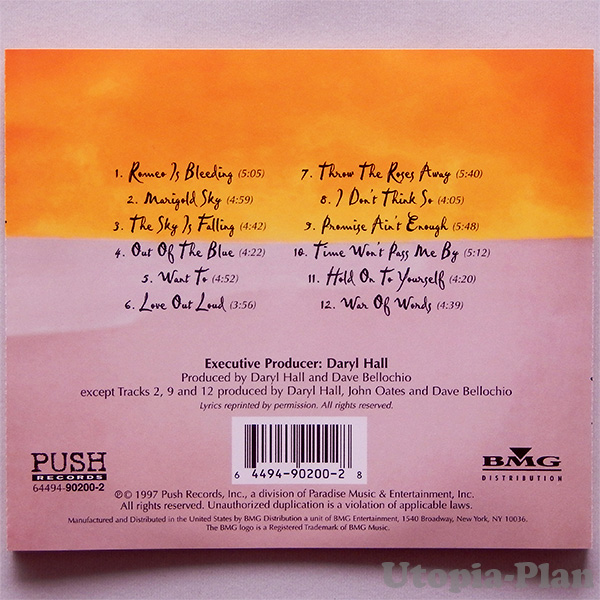 1. Romeo Is Bleeding (5:05)
2. Marigold Sky (4:59)
3. The Sky Is Falling (4:42)
4. Out Of The Blue (4:22)
5. Want To (4:52)
6. Love Out Loud (3:56)
7. Throw The Roses Away (5:40)
8. I Don't Think So (4:05)
9. Promise Ain't Enough (5:48)
10. Time Won't Pass Me By (5:12)
11. Hold On To Yourself (4:20)
12. War Of Words (4:39)
Executive Producer: Daryl Hall
Produced by Daryl Hall and Dave Bellochio
except Tracks 2, 9 and 12 produced by Daryl Hall, John Oates and Dave Bellochio
Lyrics reprinted by permission. All rights reserved.
PUSH
RECORDS
64494-90200-2
6 4494-90200-2 8
BMG
DISTRIBUTION
℗© 1997 Push Records, Inc., a division of Paradise Music & Entertainment, Inc.
All rights reserved. Unauthorized duplication is a violation of applicable laws.
Manufactured and Distributed in the United States by BMG Distribution a unit of BMG Entertainment, 1540 Broadway, New York, NY 10036.
The BMG logo is a Registered Trademark of BMG Music.
Utopia-Plan